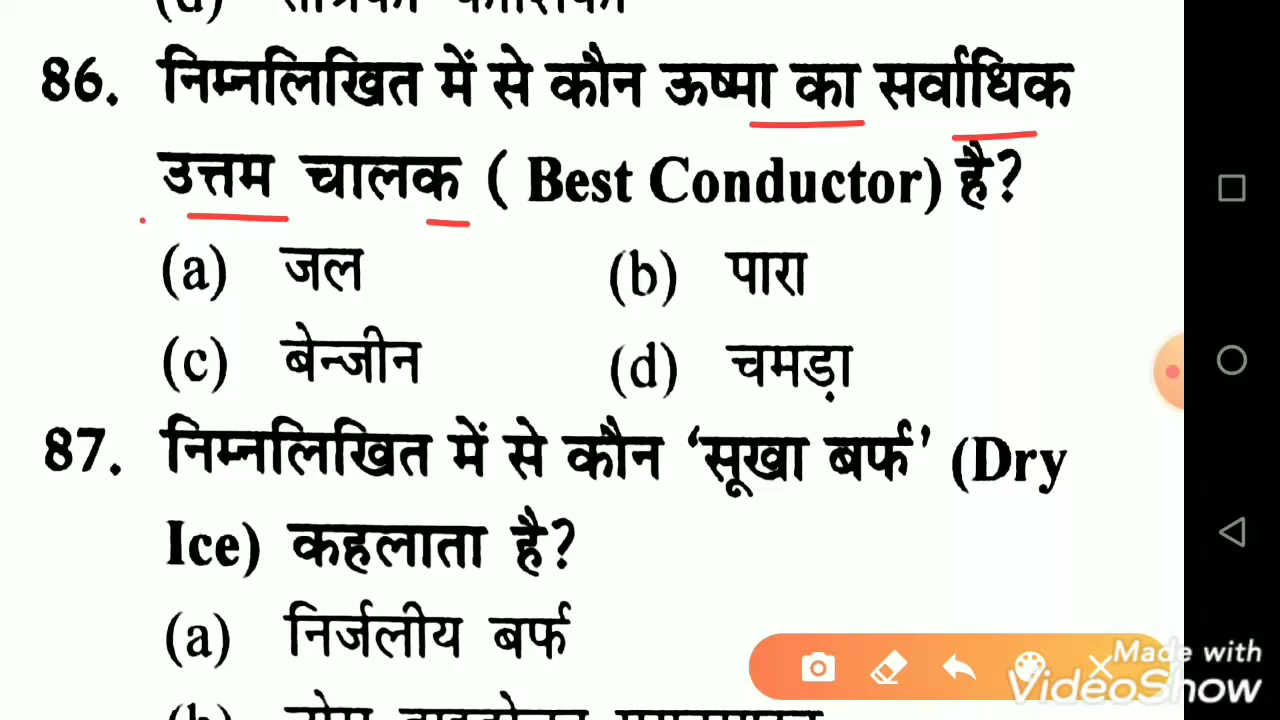 86. निम्नलिखित में से कौन ऊष्मा का सर्वाधिक
उत्तम चालक ( Best Conductor) है?
(a) जल (b) पारा
(c) बेन्जीन (d) चमड़ा
87. निम्नलिखित में से कौन ‘सूखा बर्फ’ (Dry
Ice) कहलाता है?
(a) निर्जलीय बर्फ
Made with
VideoShow